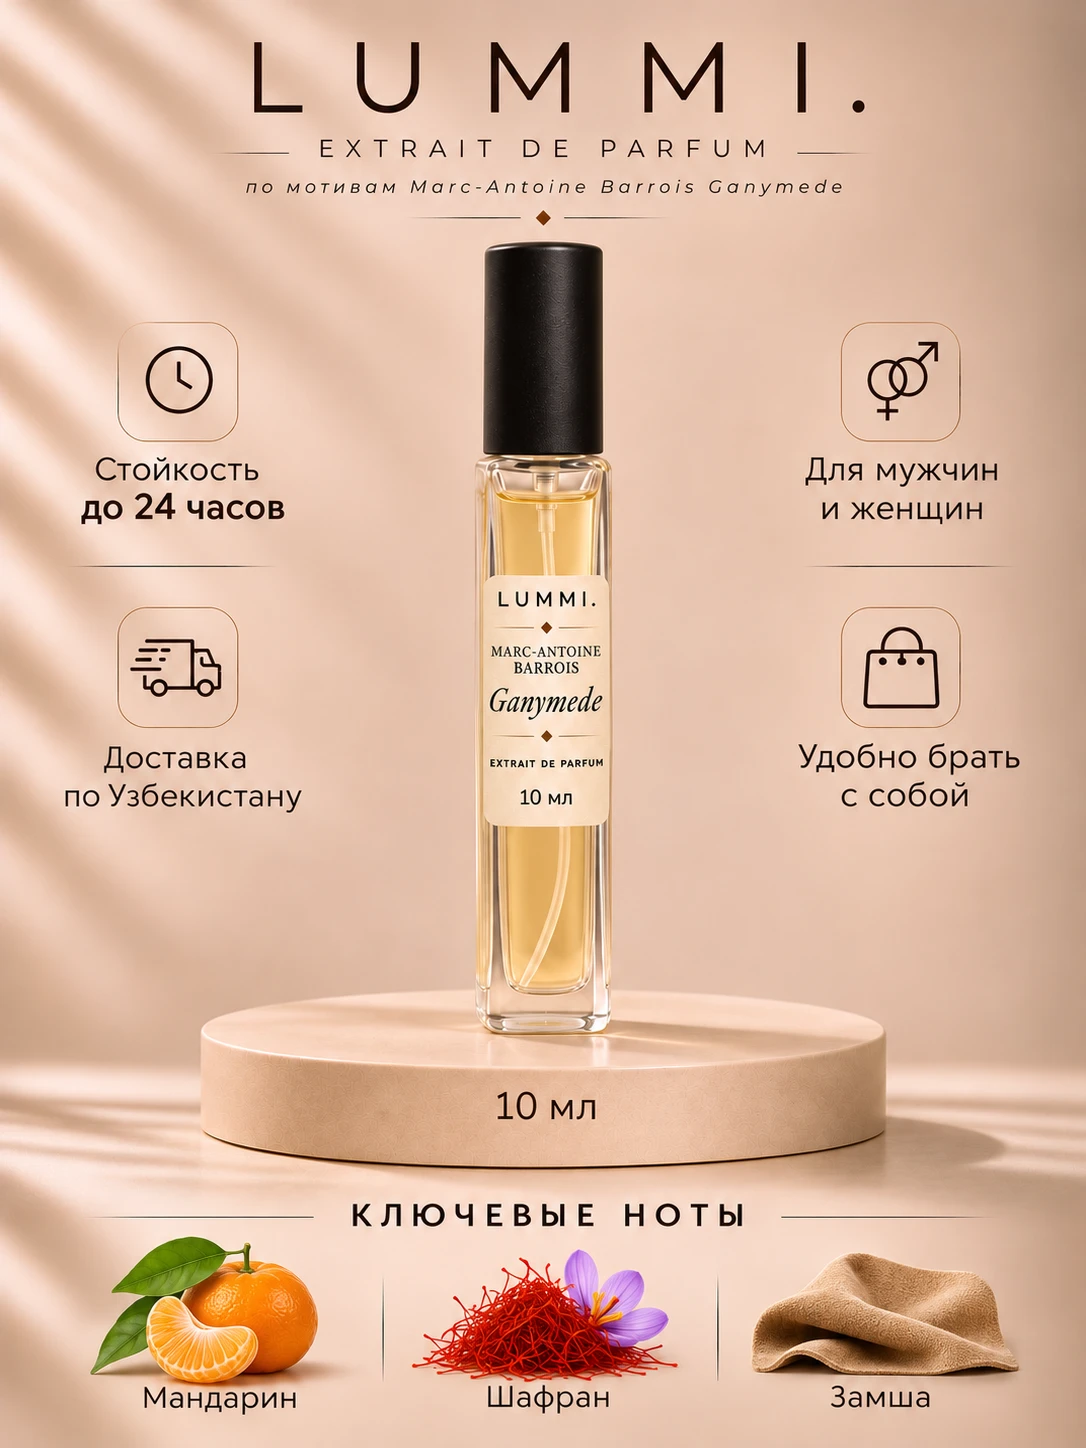 LUMMI.
EXTRAIT DE PARFUM
по мотивам Marc-Antoine Barrois Ganymede
Стойкость
до 24 часов
Для мужчин
и женщин
Доставка
по Узбекистану
Удобно брать
с собой
LUMMI.
MARC-ANTOINE
BARROIS
Ganymede
EXTRAIT DE PARFUM
10 мл
10 мл
КЛЮЧЕВЫЕ НОТЫ
Мандарин
Шафран
Замша